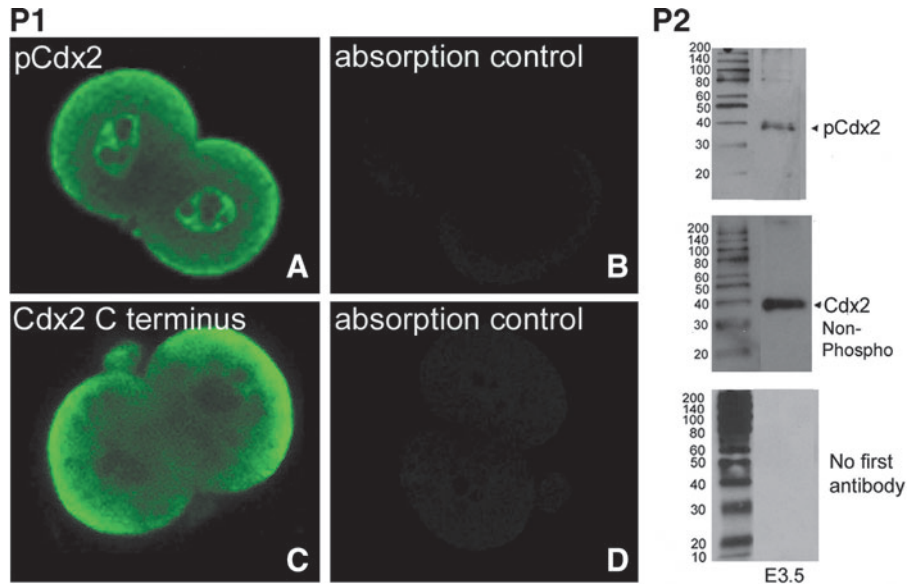 P1
pCdx2
A
absorption control
B
Cdx2 C terminus
C
absorption control
D
P2
200
140
100
80
60
50
40
30
20
pCdx2
200
140
100
80
60
50
40
30
20
Cdx2
Non-
Phospho
200
140
100
80
60
50
40
30
20
10
No first
antibody
E3.5